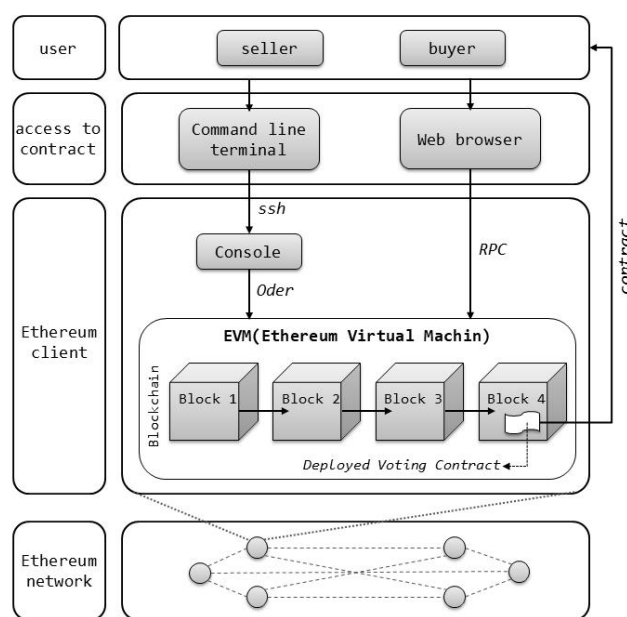 user
seller
buyer
access to
contract
Command line
terminal
Web browser
ssh
Console
RPC
contract
Oder
Ethereum
client
EVM(Ethereum Virtual Machin)
Blockchain
Block 1
Block 2
Block 3
Block 4
Deployed Voting Contract
Ethereum
network